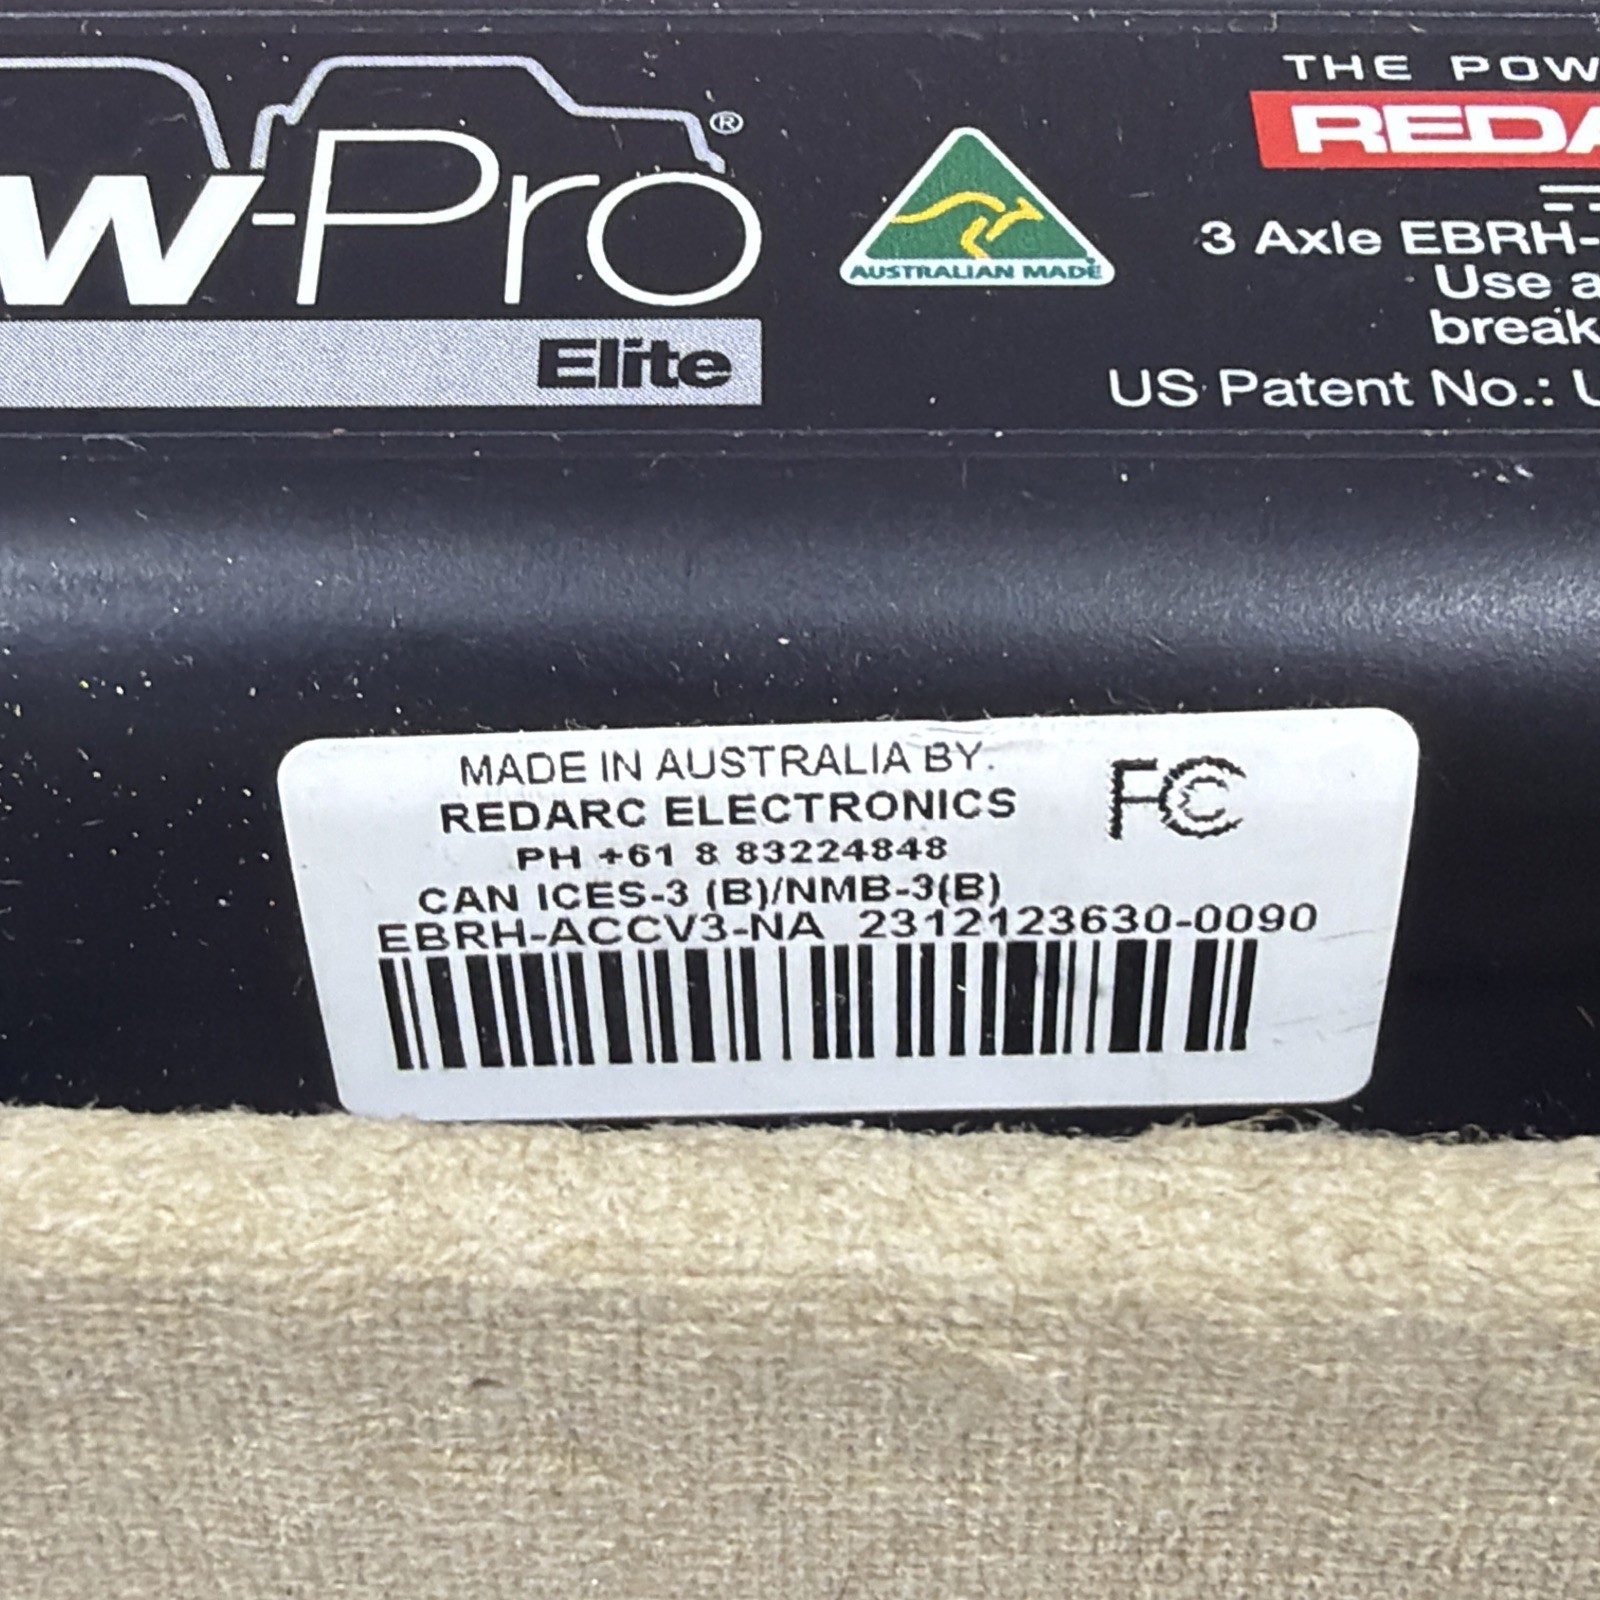 w-Pro®
Elite
AUSTRALIAN MADE
THE POW
REDA
3 Axle EBRH-
Use a
break
US Patent No.: U
MADE IN AUSTRALIA BY:
REDARC ELECTRONICS
PH +61 8 83224848
CAN ICES-3 (B)/NMB-3(B)
EBRH-ACCV3-NA 2312123630-0090
FC